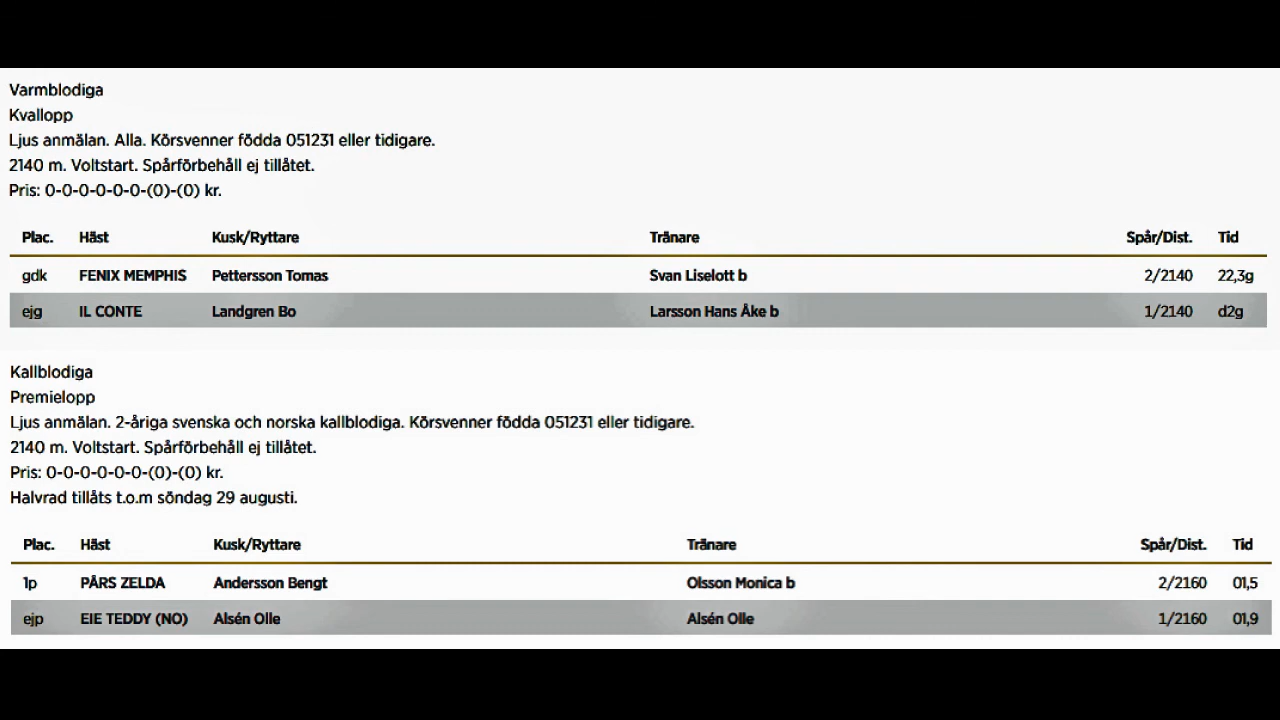 Varmblodiga
Kvallopp
Ljus anmälan. Alla. Körsvenner födda 051231 eller tidigare.
2140 m. Voltstart. Spårförbehåll ej tillåtet.
Pris: 0-0-0-0-0-0-(0)-(0) kr.
Plac. Häst Kusk/Ryttare Tränare Spår/Dist. Tid
gdk FENIX MEMPHIS Pettersson Tomas Svan Liselott b 2/2140 22,3g
ejg IL CONTE Landgren Bo Larsson Hans Åke b 1/2140 d2g
Kallblodiga
Premielopp
Ljus anmälan. 2-åriga svenska och norska kallblodiga. Körsvenner födda 051231 eller tidigare.
2140 m. Voltstart. Spårförbehåll ej tillåtet.
Pris: 0-0-0-0-0-0-(0)-(0) kr.
Halvrad tillåts t.o.m söndag 29 augusti.
Plac. Häst Kusk/Ryttare Tränare Spår/Dist. Tid
1p PÅRS ZELDA Andersson Bengt Olsson Monica b 2/2160 01,5
ejp EIE TEDDY (NO) Alsén Olle Alsén Olle 1/2160 01,9